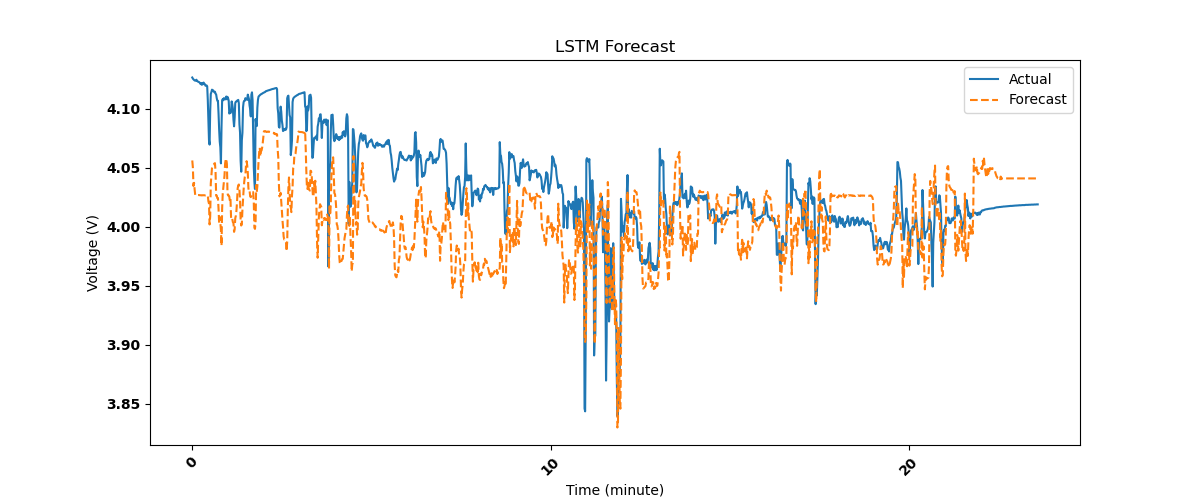 LSTM Forecast
Actual
Forecast
Voltage (V)
4.10
4.05
4.00
3.95
3.90
3.85
0
10
20
Time (minute)